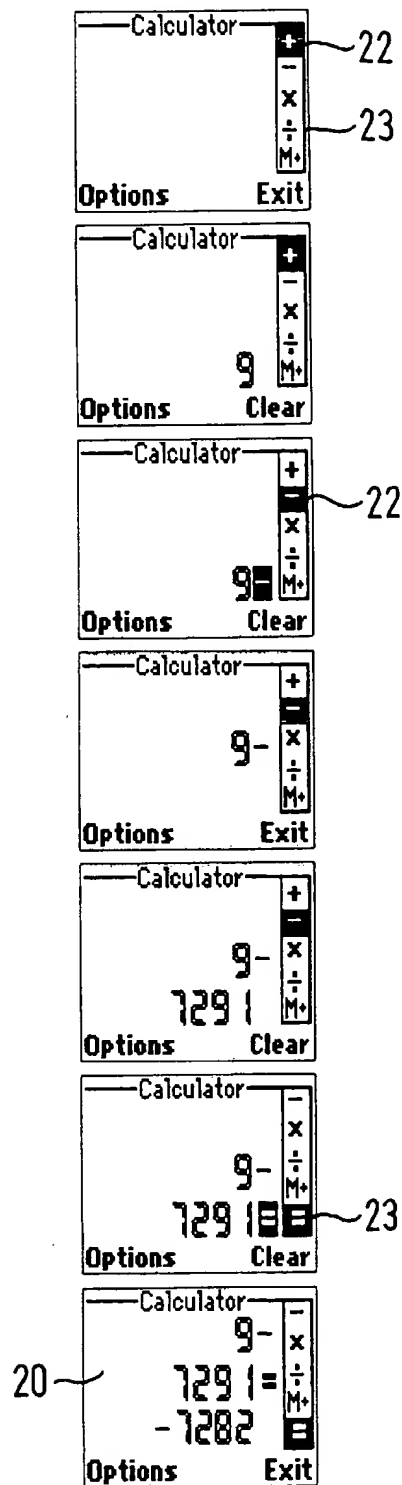 Calculator
+ 22
−
×
÷ 23
M+
Options Exit
Calculator
+
−
×
÷
9 M+
Options Clear
Calculator
+
− 22
×
÷
9− M+
Options Clear
Calculator
+
−
9− ×
÷
M+
Options Exit
Calculator
+
−
9− ×
÷
7291 M+
Options Clear
Calculator
−
×
9− ÷
M+
7291= = 23
Options Clear
Calculator
9− −
×
20 7291= ÷
M+
-7282 =
Options Exit